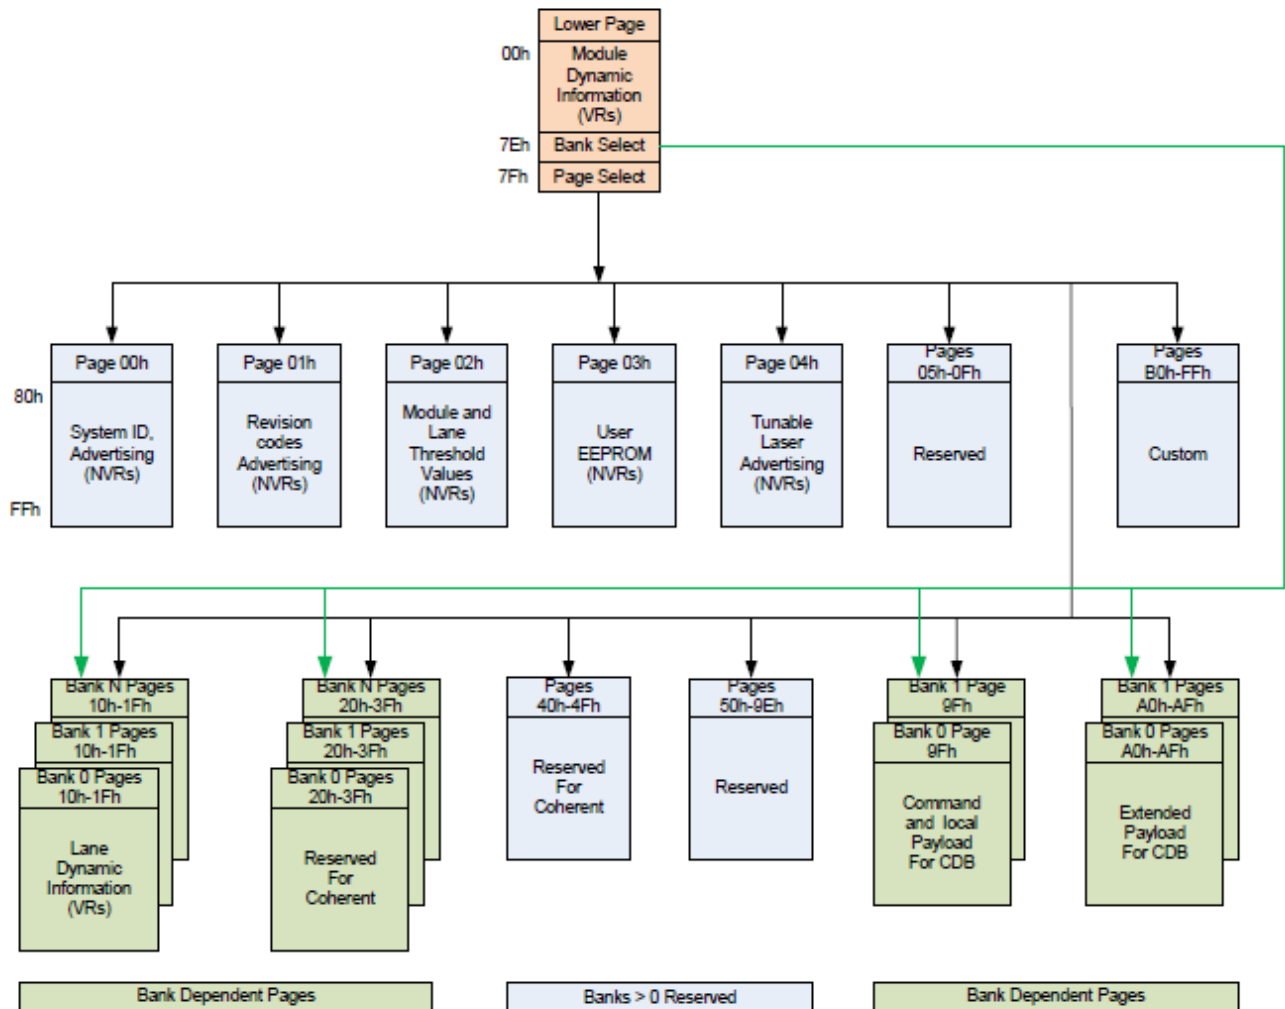 Lower Page
00h
Module
Dynamic
Information
(VRs)
7Eh
Bank Select
7Fh
Page Select
Page 00h
80h
System ID,
Advertising
(NVRs)
FFh
Page 01h
Revision
codes
Advertising
(NVRs)
Page 02h
Module and
Lane
Threshold
Values
(NVRs)
Page 03h
User
EEPROM
(NVRs)
Page 04h
Tunable
Laser
Advertising
(NVRs)
Pages
05h-0Fh
Reserved
Pages
B0h-FFh
Custom
Bank N Pages
10h-1Fh
Bank 1 Pages
10h-1Fh
Bank 0 Pages
10h-1Fh
Lane
Dynamic
Information
(VRs)
Bank N Pages
20h-3Fh
Bank 1 Pages
20h-3Fh
Bank 0 Pages
20h-3Fh
Reserved
For
Coherent
Pages
40h-4Fh
Reserved
For
Coherent
Pages
50h-9Eh
Reserved
Bank 1 Page
9Fh
Bank 0 Page
9Fh
Command
and local
Payload
For CDB
Bank 1 Pages
A0h-AFh
Bank 0 Pages
A0h-AFh
Extended
Payload
For CDB
Bank Dependent Pages
Banks > 0 Reserved
Bank Dependent Pages